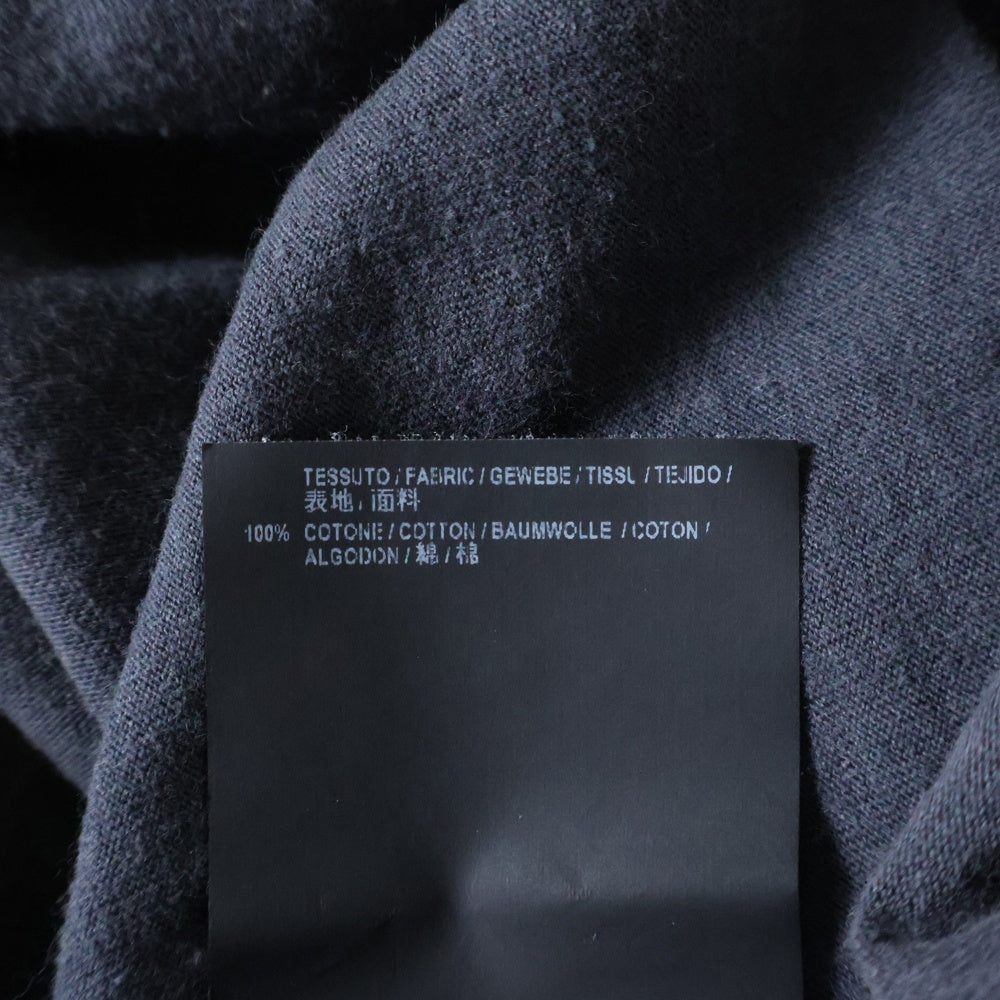 TESSUTO / FABRIC / GEWEBE / TISSU / TEJIDO /
表地 / 面料
100% COTONE / COTTON / BAUMWOLLE / COTON /
ALGODON / 綿 / 棉